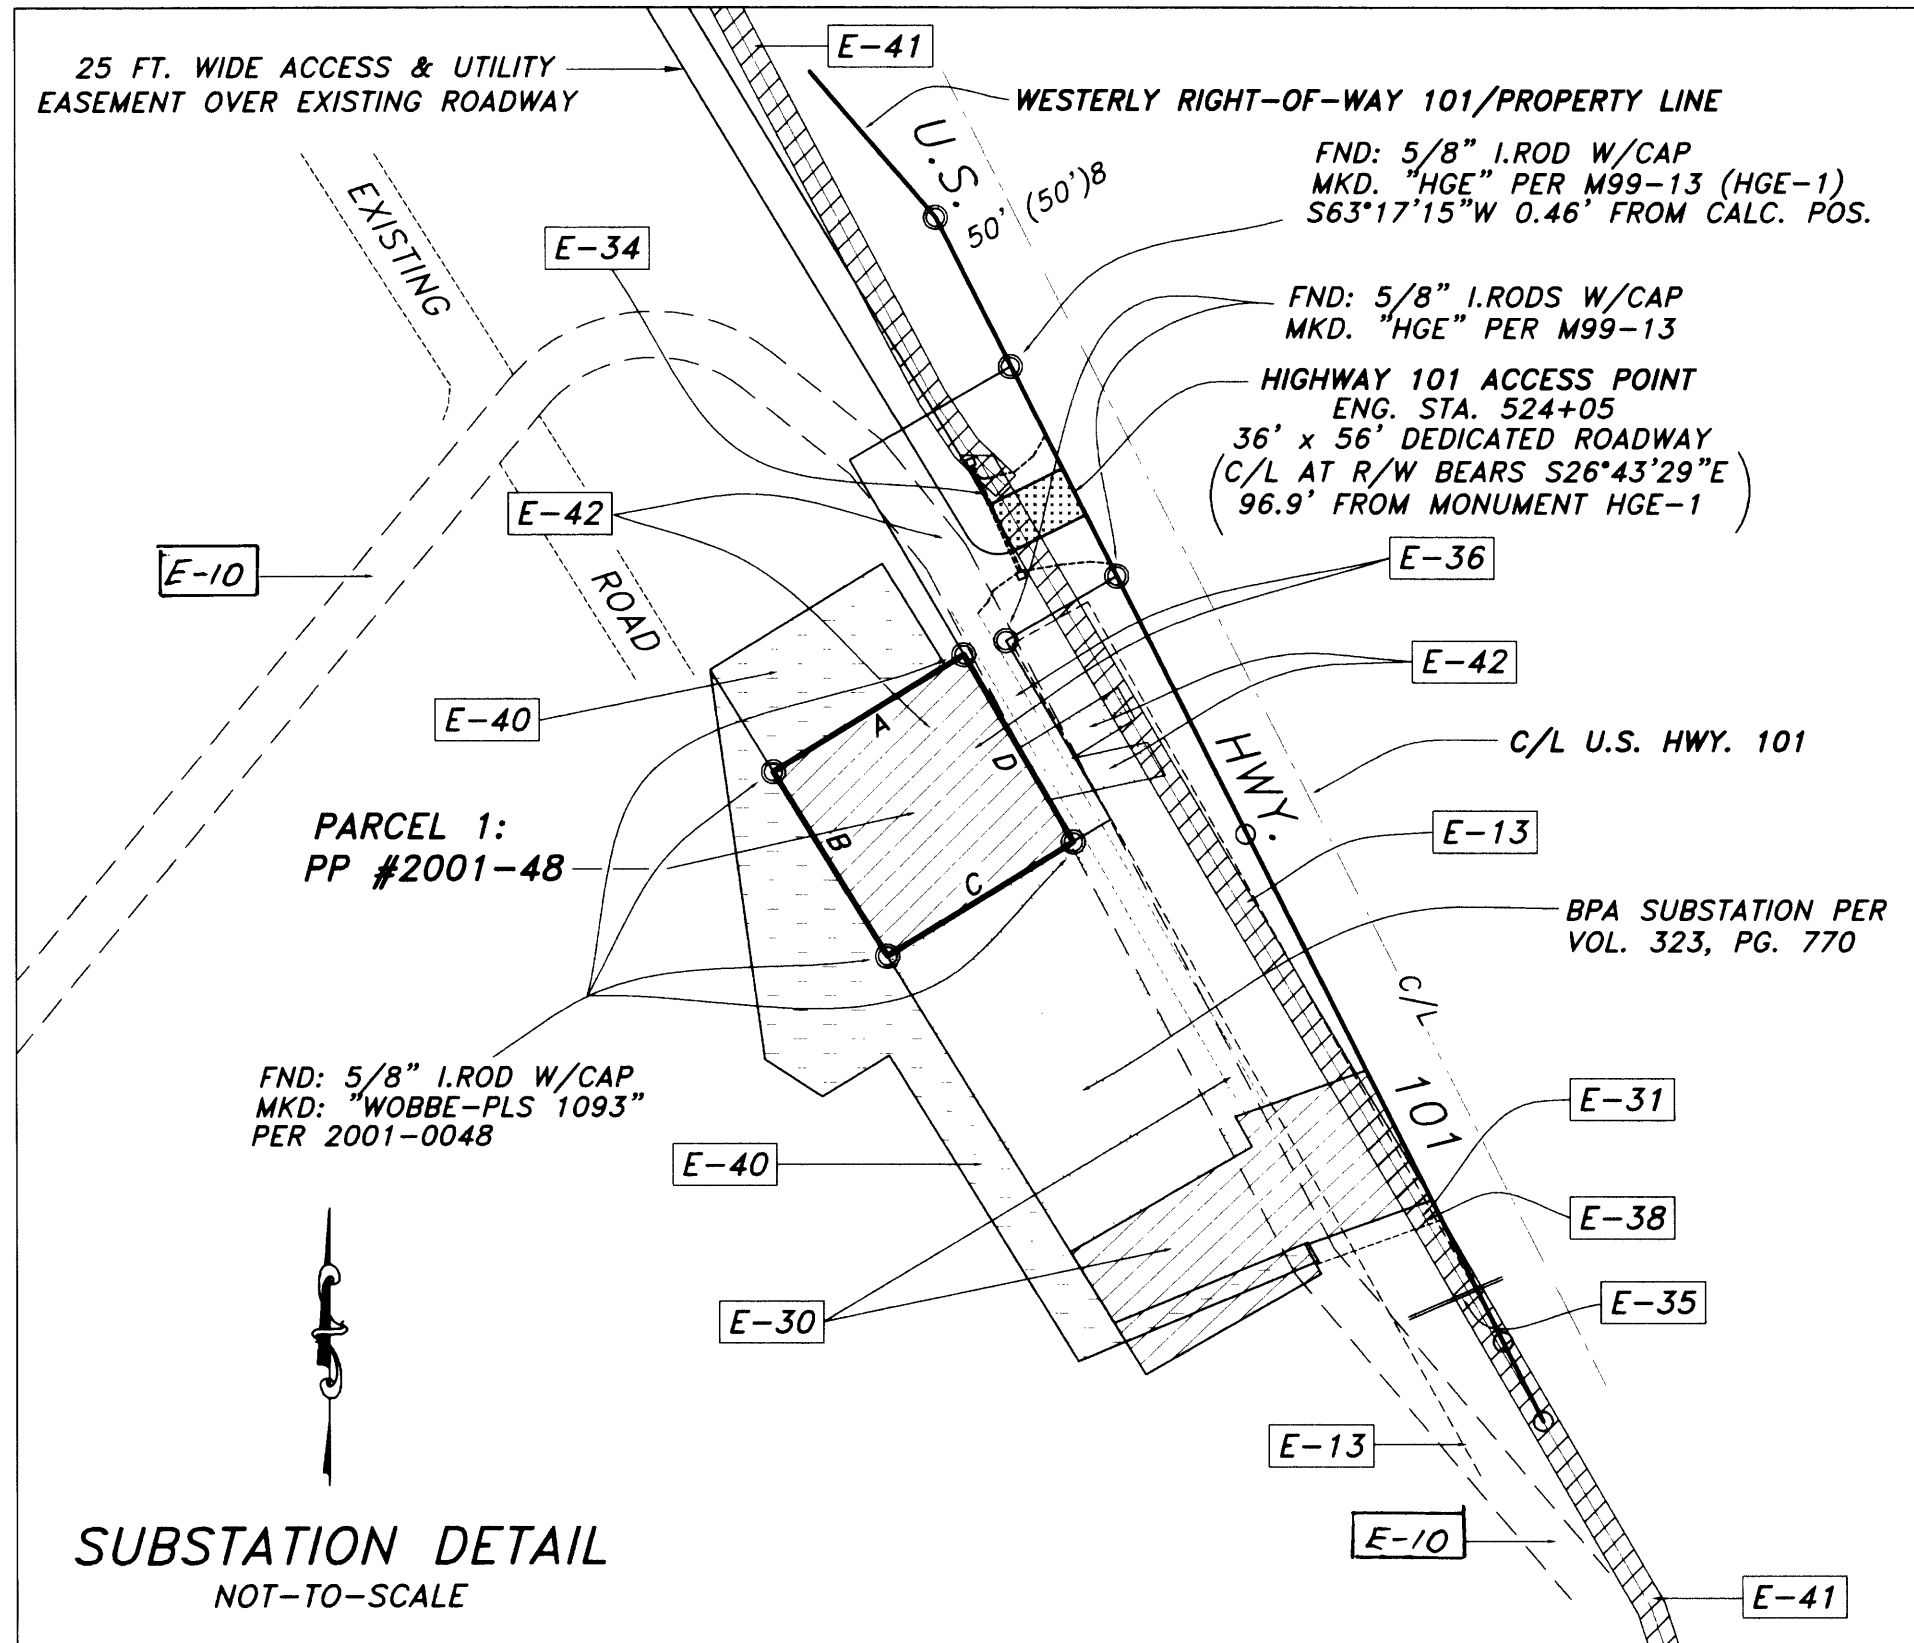 E-41
25 FT. WIDE ACCESS & UTILITY
EASEMENT OVER EXISTING ROADWAY
WESTERLY RIGHT-OF-WAY 101/PROPERTY LINE
U.S.
50' (50')8
FND: 5/8" I.ROD W/CAP
MKD. "HGE" PER M99-13 (HGE-1)
S63°17'15"W 0.46' FROM CALC. POS.
EXISTING
E-34
FND: 5/8" I.RODS W/CAP
MKD. "HGE" PER M99-13
HIGHWAY 101 ACCESS POINT
ENG. STA. 524+05
36' x 56' DEDICATED ROADWAY
(C/L AT R/W BEARS S26°43'29"E
96.9' FROM MONUMENT HGE-1)
E-42
E-10
E-36
ROAD
E-42
E-40
A
D
B
C
HWY.
C/L U.S. HWY. 101
PARCEL 1:
PP #2001-48
E-13
BPA SUBSTATION PER
VOL. 323, PG. 770
C/L
101
FND: 5/8" I.ROD W/CAP
MKD: "WOBBE-PLS 1093"
PER 2001-0048
E-31
E-40
E-38
E-30
E-35
E-13
E-10
SUBSTATION DETAIL
NOT-TO-SCALE
E-41